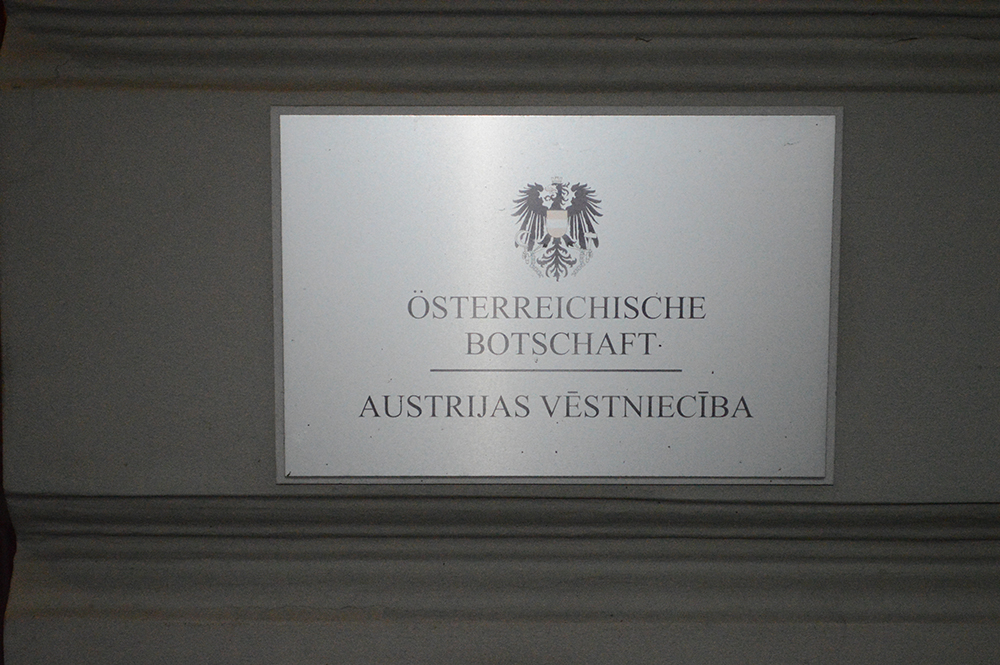 ÖSTERREICHISCHE
BOTSCHAFT
AUSTRIJAS VĒSTNIECĪBA